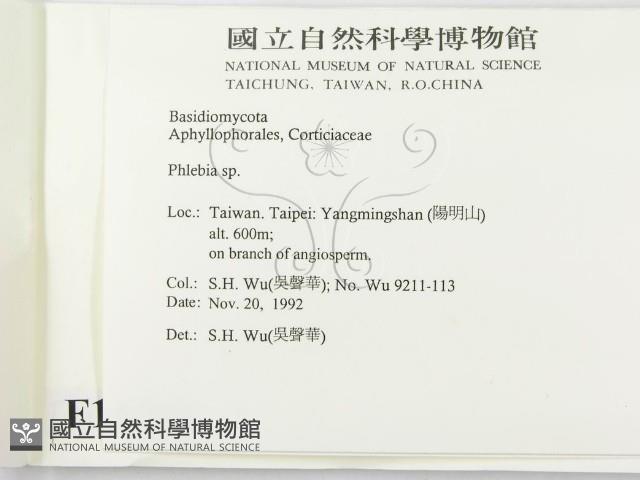 國立自然科學博物館
NATIONAL MUSEUM OF NATURAL SCIENCE
TAICHUNG, TAIWAN, R.O.CHINA
Basidiomycota
Aphyllophorales, Corticiaceae
Phlebia sp.
Loc.: Taiwan. Taipei: Yangmingshan (陽明山)
alt. 600m;
on branch of angiosperm.
Col.: S.H. Wu(吳聲華); No. Wu 9211-113
Date: Nov. 20, 1992
Det.: S.H. Wu(吳聲華)
F1
國立自然科學博物館
NATIONAL MUSEUM OF NATURAL SCIENCE